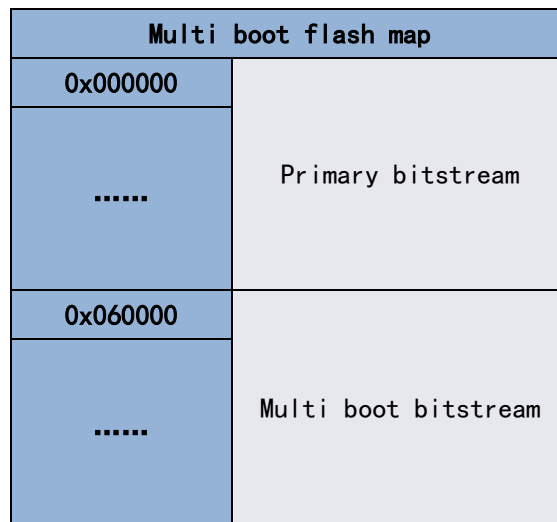 Multi boot flash map
0x000000
……
Primary bitstream
0x060000
……
Multi boot bitstream